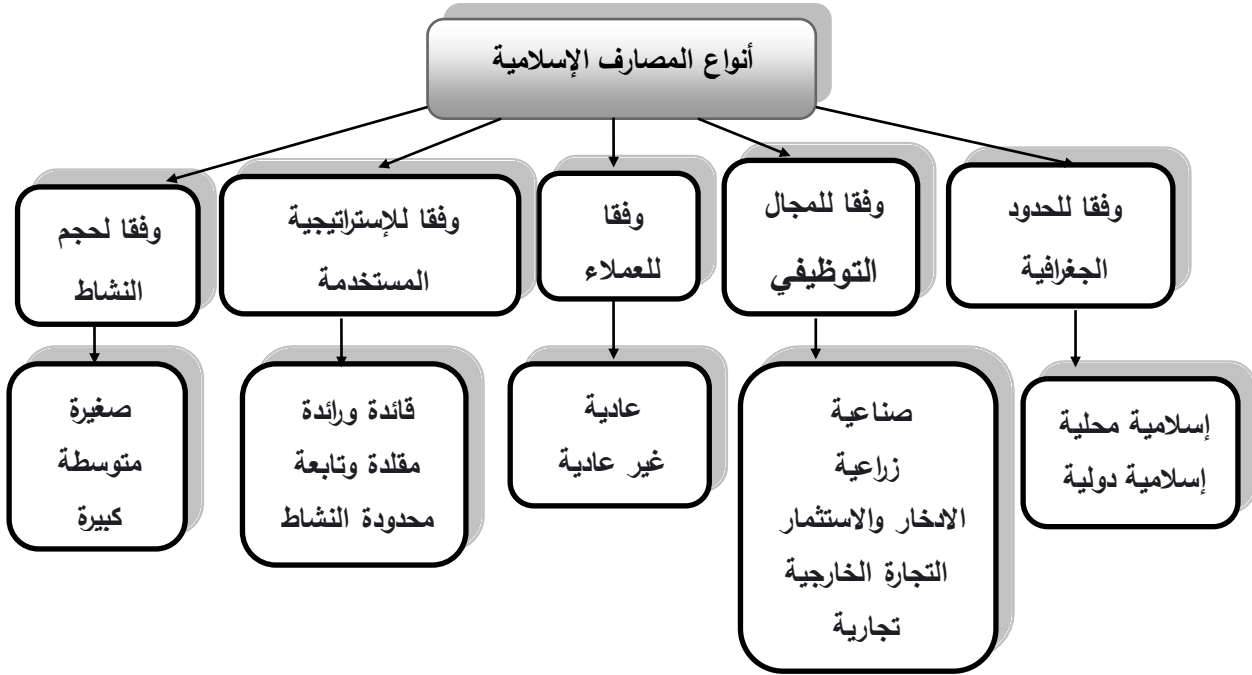 أنواع المصارف الإسلامية
وفقا للحدود
الجغرافية
وفقا للمجال
التوظيفي
وفقا
للعملاء
وفقا للإستراتيجية
المستخدمة
وفقا لحجم
النشاط
إسلامية محلية
إسلامية دولية
صناعية
زراعية
الادخار والاستثمار
التجارة الخارجية
تجارية
عادية
غير عادية
قائدة ورائدة
مقلدة وتابعة
محدودة النشاط
صغيرة
متوسطة
كبيرة